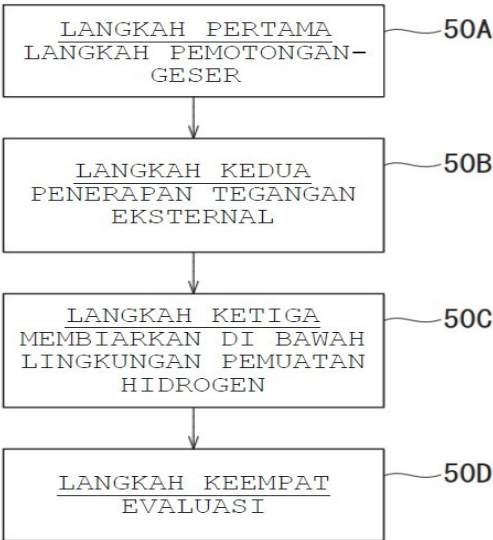 LANGKAH PERTAMA
LANGKAH PEMOTONGAN-
GESER
50A
LANGKAH KEDUA
PENERAPAN TEGANGAN
EKSTERNAL
50B
LANGKAH KETIGA
MEMBIARKAN DI BAWAH
LINGKUNGAN PEMUATAN
HIDROGEN
50C
LANGKAH KEEMPAT
EVALUASI
50D